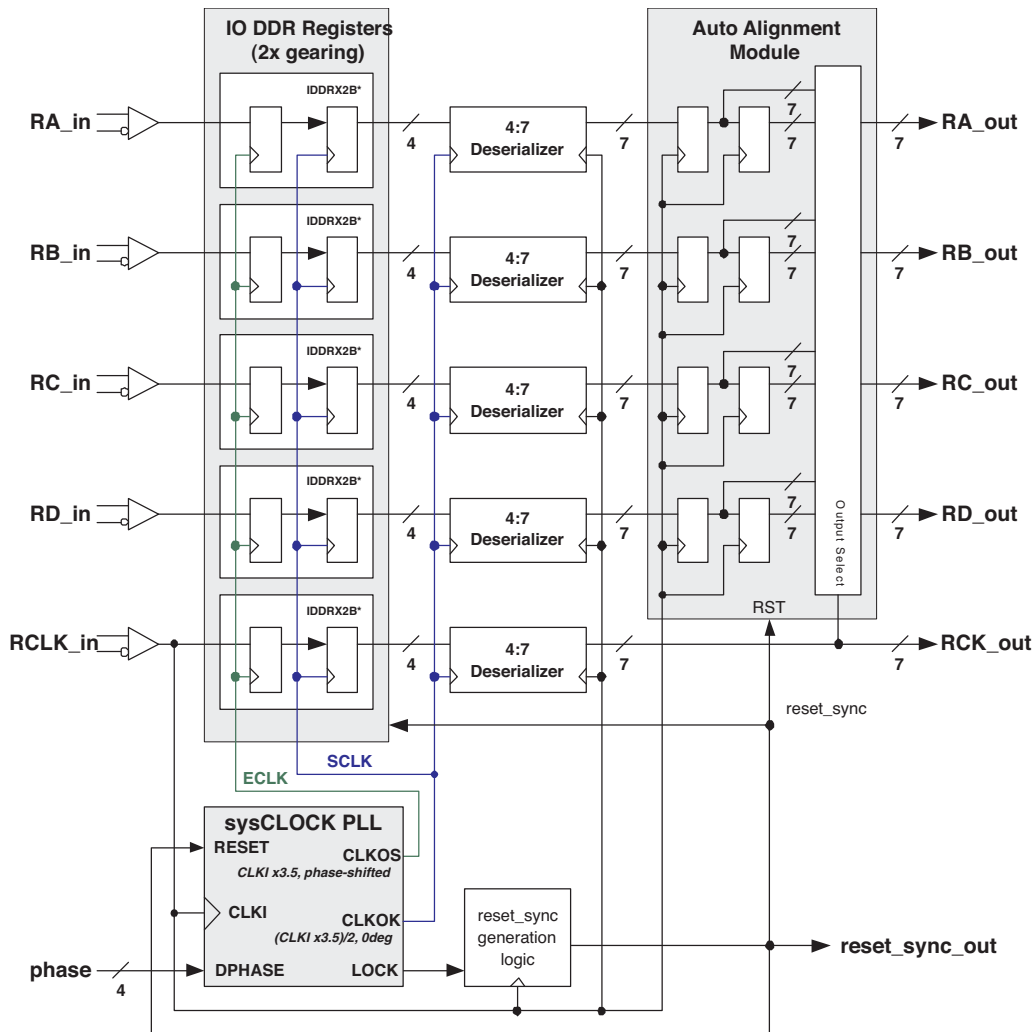 IO DDR Registers
(2x gearing)
Auto Alignment
Module
RA_in
IDDRX2B*
4
4:7
Deserializer
7
7
7
7
RA_out
RB_in
IDDRX2B*
4
4:7
Deserializer
7
7
7
7
RB_out
RC_in
IDDRX2B*
4
4:7
Deserializer
7
7
7
7
RC_out
RD_in
IDDRX2B*
4
4:7
Deserializer
7
7
7
7
RD_out
Output Select
RST
RCLK_in
IDDRX2B*
4
4:7
Deserializer
7
7
RCK_out
reset_sync
ECLK
SCLK
sysCLOCK PLL
RESET
CLKOS
CLKI x3.5, phase-shifted
CLKI
CLKOK
(CLKI x3.5)/2, 0deg
phase
4
DPHASE
LOCK
reset_sync
generation
logic
reset_sync_out